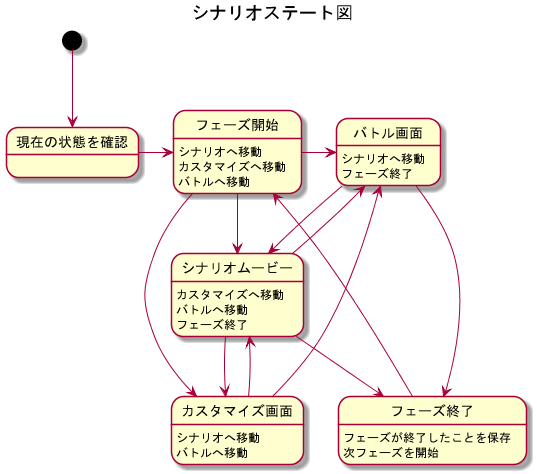 シナリオステート図
現在の状態を確認
フェーズ開始
シナリオへ移動
カスタマイズへ移動
バトルへ移動
バトル画面
シナリオへ移動
フェーズ終了
シナリオムービー
カスタマイズへ移動
バトルへ移動
フェーズ終了
カスタマイズ画面
シナリオへ移動
バトルへ移動
フェーズ終了
フェーズが終了したことを保存
次フェーズを開始